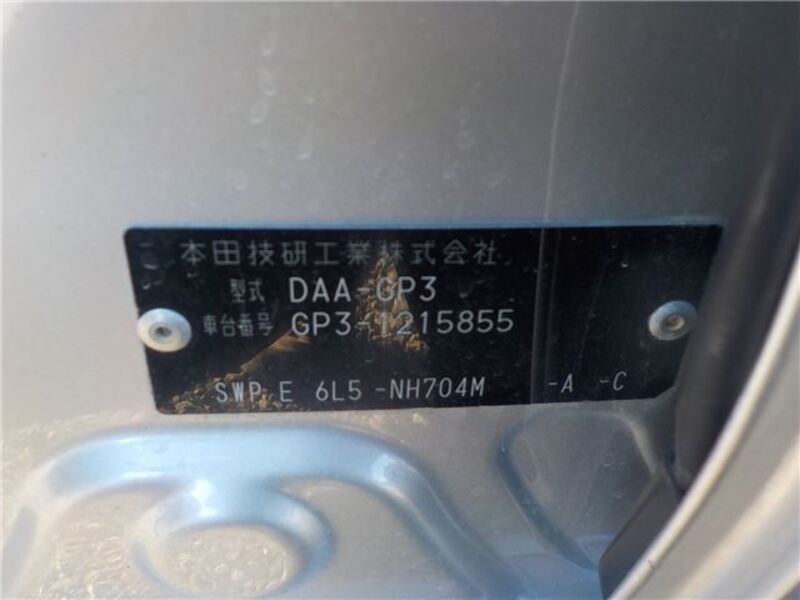 本田技研工業株式会社
型式 DAA-GP3
車台番号 GP3-1215855
SWP E 6L5 -NH704M -A -C